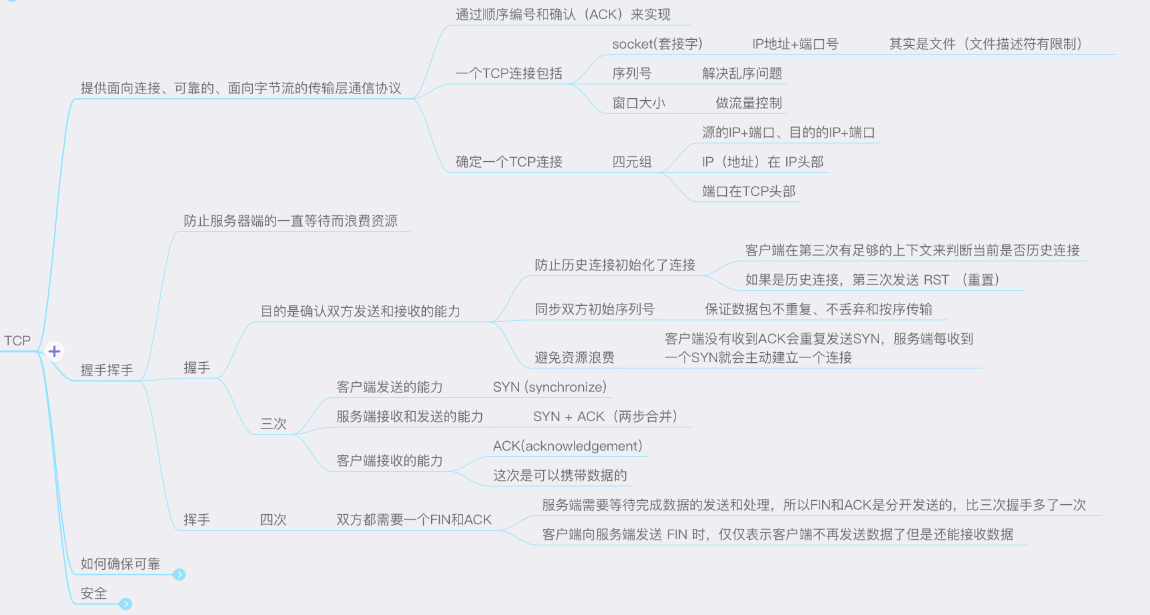 通过顺序编号和确认（ACK）来实现
socket(套接字) IP地址+端口号 其实是文件（文件描述符有限制）
一个TCP连接包括 序列号 解决乱序问题
提供面向连接、可靠的、面向字节流的传输层通信协议
窗口大小 做流量控制
源的IP+端口、目的的IP+端口
确定一个TCP连接 四元组 IP（地址）在 IP头部
端口在TCP头部
防止服务器端的一直等待而浪费资源
客户端在第三次有足够的上下文来判断当前是否历史连接
防止历史连接初始化了连接
如果是历史连接，第三次发送 RST （重置）
目的是确认双方发送和接收的能力 同步双方初始序列号 保证数据包不重复、不丢弃和按序传输
TCP
客户端没有收到ACK会重复发送SYN，服务端每收到
避免资源浪费 一个SYN就会主动建立一个连接
握手挥手 握手
客户端发送的能力 SYN (synchronize)
三次 服务端接收和发送的能力 SYN + ACK（两步合并）
ACK(acknowledgement)
客户端接收的能力
这次是可以携带数据的
服务端需要等待完成数据的发送和处理，所以FIN和ACK是分开发送的，比三次握手多了一次
挥手 四次 双方都需要一个FIN和ACK
客户端向服务端发送 FIN 时，仅仅表示客户端不再发送数据了但是还能接收数据
如何确保可靠
安全